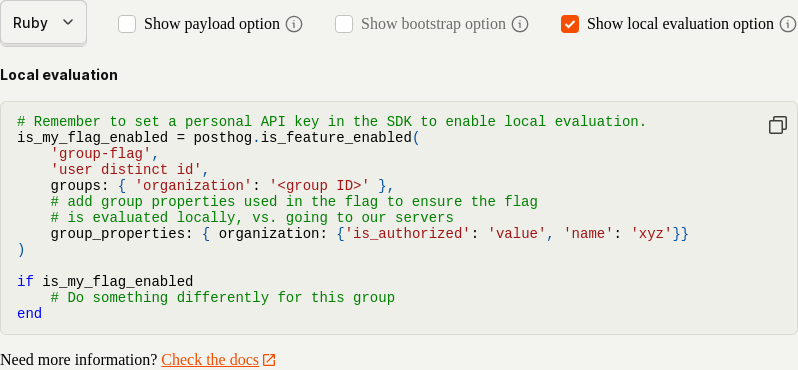 Ruby Show payload option Show bootstrap option Show local evaluation option
Local evaluation
# Remember to set a personal API key in the SDK to enable local evaluation.
is_my_flag_enabled = posthog.is_feature_enabled(
    'group-flag',
    'user distinct id',
    groups: { 'organization': '<group ID>' },
    # add group properties used in the flag to ensure the flag
    # is evaluated locally, vs. going to our servers
    group_properties: { organization: {'is_authorized': 'value', 'name': 'xyz'}}
)
if is_my_flag_enabled
    # Do something differently for this group
end
Need more information? Check the docs